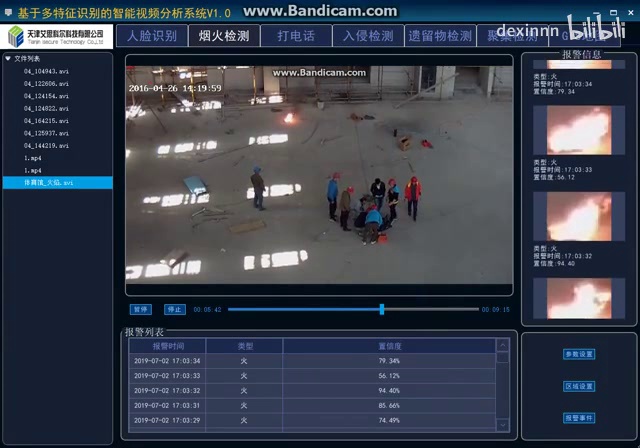 基于多特征识别的智能视频分析系统V1.0
www.Bandicam.com
dexinnn bilibili
天津艾思科尔科技有限公司
Tianjin Isecure technology CO.,LTD
人脸识别
烟火检测
打电话
入侵检测
遗留物检测
文件列表
04_104943.avi
04_122606.avi
04_124154.avi
04_124922.avi
04_164215.avi
04_125937.avi
04_144219.avi
1.mp4
1.mp4
体育馆_火焰.avi
www.Bandicam.com
2016-04-26 14:19:59
暂停
停止
00:05:42
00:09:15
报警信息
类型:火
报警时间:17:03:34
置信度:79.34
类型:火
报警时间:17:03:33
置信度:56.12
类型:火
报警时间:17:03:32
置信度:94.40
报警列表
报警时间 类型 置信度
2019-07-02 17:03:34 火 79.34%
2019-07-02 17:03:33 火 56.12%
2019-07-02 17:03:32 火 94.40%
2019-07-02 17:03:31 火 85.66%
2019-07-02 17:03:29 火 74.49%
参数设置
区域设置
报警事件